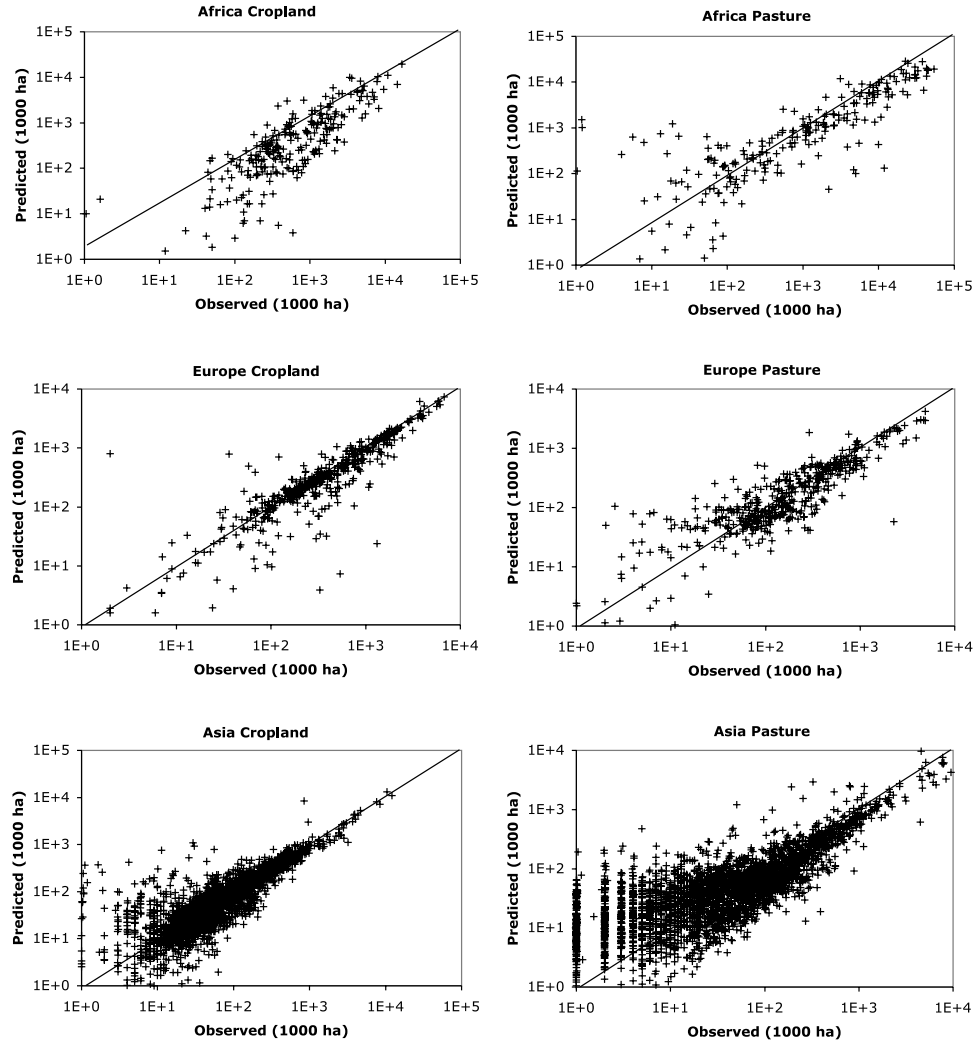 Africa Cropland
1E+5
1E+4
1E+3
1E+2
1E+1
1E+0
Predicted (1000 ha)
1E+0 1E+1 1E+2 1E+3 1E+4 1E+5
Observed (1000 ha)
Africa Pasture
1E+5
1E+4
1E+3
1E+2
1E+1
1E+0
Predicted (1000 ha)
1E+0 1E+1 1E+2 1E+3 1E+4 1E+5
Observed (1000 ha)
Europe Cropland
1E+4
1E+3
1E+2
1E+1
1E+0
Predicted (1000 ha)
1E+0 1E+1 1E+2 1E+3 1E+4
Observed (1000 ha)
Europe Pasture
1E+4
1E+3
1E+2
1E+1
1E+0
Predicted (1000 ha)
1E+0 1E+1 1E+2 1E+3 1E+4
Observed (1000 ha)
Asia Cropland
1E+5
1E+4
1E+3
1E+2
1E+1
1E+0
Predicted (1000 ha)
1E+0 1E+1 1E+2 1E+3 1E+4 1E+5
Observed (1000 ha)
Asia Pasture
1E+4
1E+3
1E+2
1E+1
1E+0
Predicted (1000 ha)
1E+0 1E+1 1E+2 1E+3 1E+4
Observed (1000 ha)